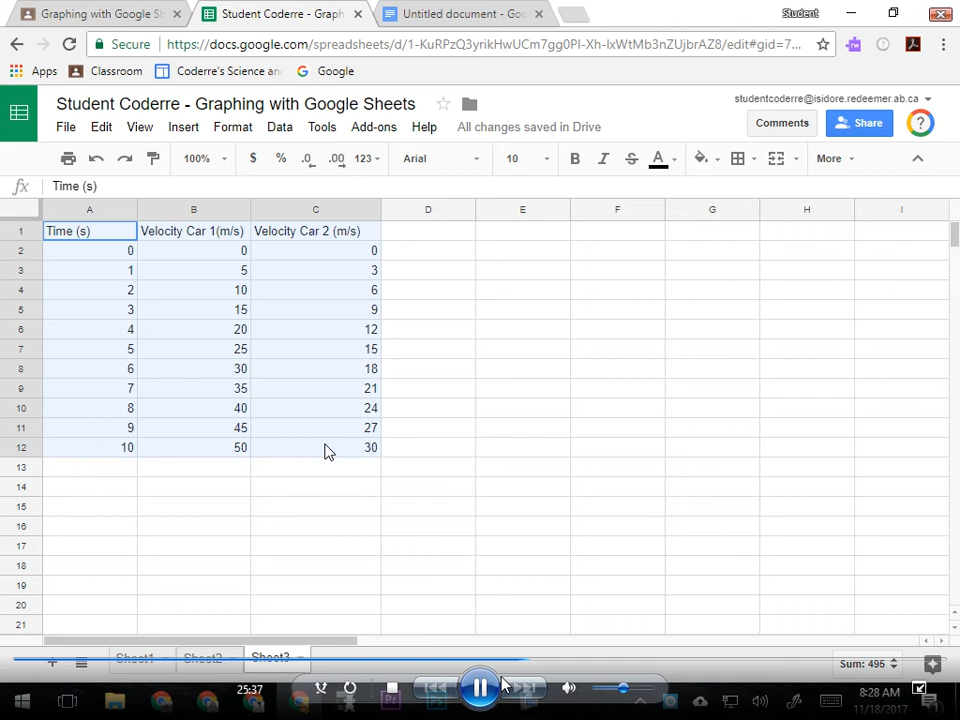 Graphing with Google Sh
Student Coderre - Graph
Untitled document - Goo
Student
Secure
https://docs.google.com/spreadsheets/d/1-KuRPzQ3yrikHwUCm7gg0PI-Xh-lxWtMb3nZUjbrAZ8/edit#gid=7...
Apps
Classroom
Coderre's Science an
Google
Student Coderre - Graphing with Google Sheets
studentcoderre@isidore.redeemer.ab.ca
File Edit View Insert Format Data Tools Add-ons Help All changes saved in Drive
Comments
Share
?
100% $ % .0 .00 123 Arial 10 B I S A More
fx Time (s)
A B C D E F G H I
1 Time (s) Velocity Car 1(m/s) Velocity Car 2 (m/s)
2 0 0 0
3 1 5 3
4 2 10 6
5 3 15 9
6 4 20 12
7 5 25 15
8 6 30 18
9 7 35 21
10 8 40 24
11 9 45 27
12 10 50 30
13
14
15
16
17
18
19
20
21
Sheet1 Sheet2 Sheet3
Sum: 495
25:37
8:28 AM
11/18/2017